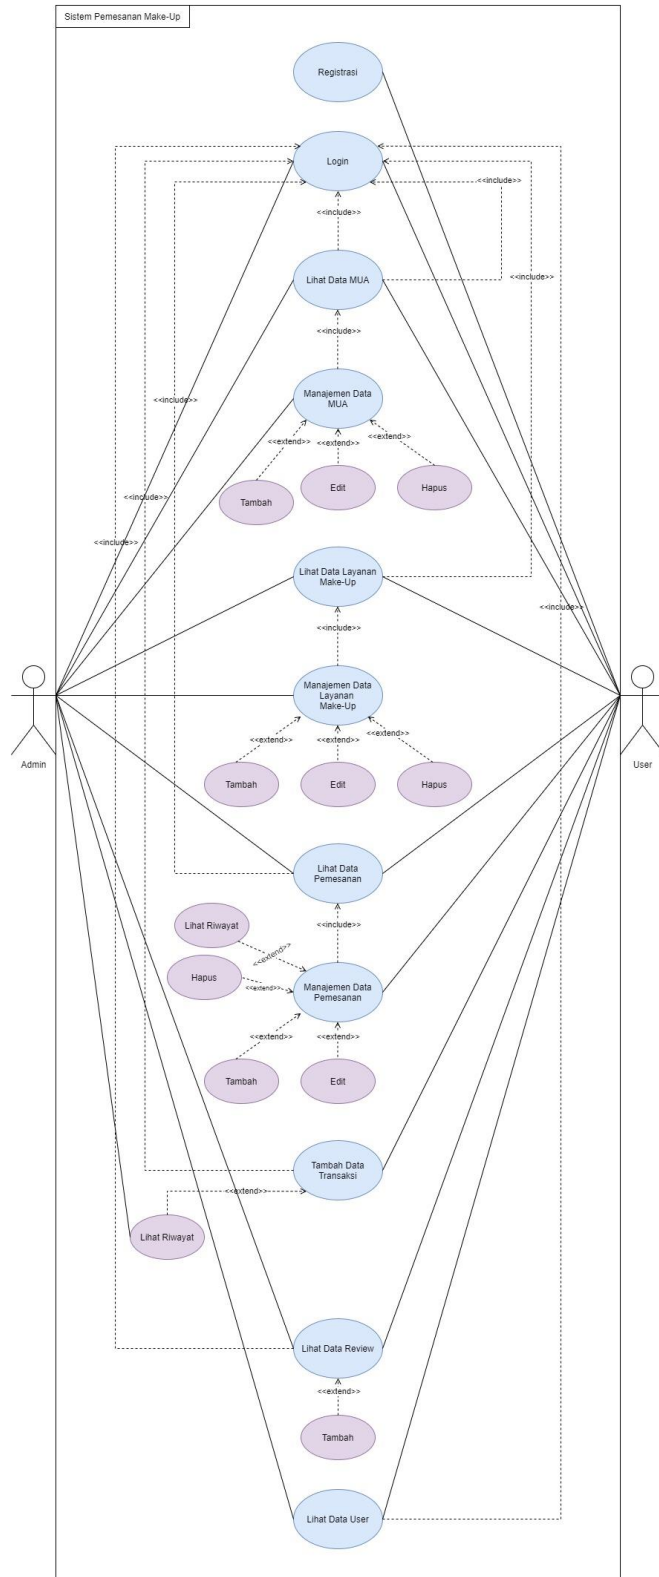 Sistem Pemesanan Make-Up
Registrasi
Login
<<include>>
<<include>>
Lihat Data MUA
<<include>>
<<include>>
Manajemen Data
MUA
<<include>>
<<extend>>
<<extend>>
<<extend>>
Tambah
Edit
Hapus
<<include>>
<<include>>
Lihat Data Layanan
Make-Up
<<include>>
<<include>>
Manajemen Data
Layanan
Make-Up
Admin
User
<<extend>>
<<extend>>
<<extend>>
Tambah
Edit
Hapus
Lihat Data
Pemesanan
<<include>>
Lihat Riwayat
<<extend>>
Hapus
<<extend>>
Manajemen Data
Pemesanan
<<extend>>
<<extend>>
Tambah
Edit
Tambah Data
Transaksi
<<extend>>
Lihat Riwayat
Lihat Data Review
<<extend>>
Tambah
Lihat Data User